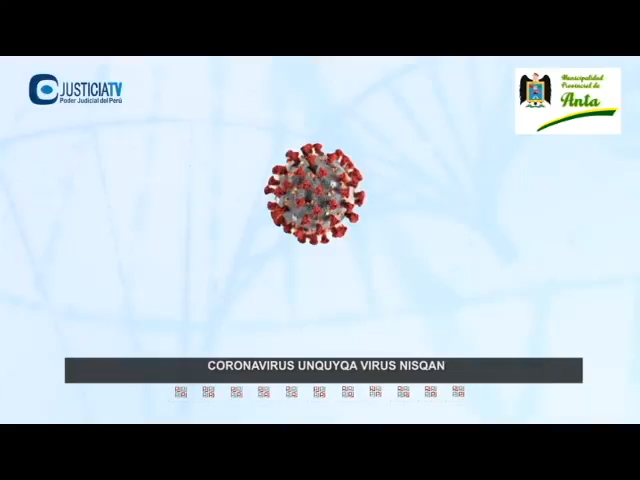 JUSTICIATV
Poder Judicial del Perú
Municipalidad
Provincial de
Anta
CORONAVIRUS UNQUYQA VIRUS NISQAN